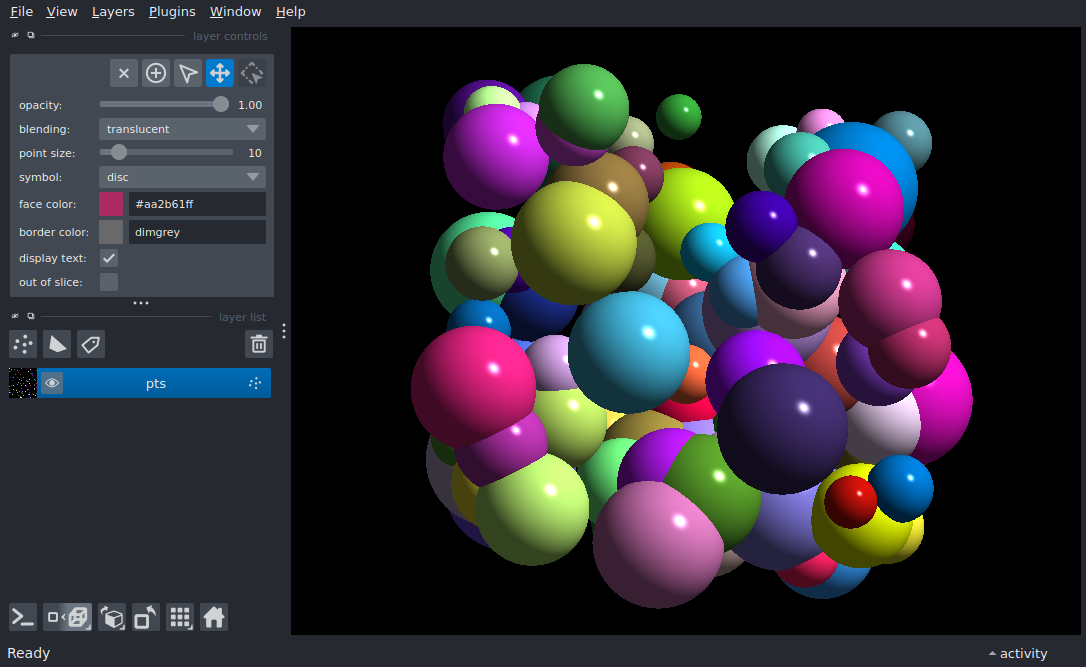 File View Layers Plugins Window Help
layer controls
opacity: 1.00
blending: translucent
point size: 10
symbol: disc
face color: #aa2b61ff
border color: dimgrey
display text:
out of slice:
layer list
pts
Ready
activity